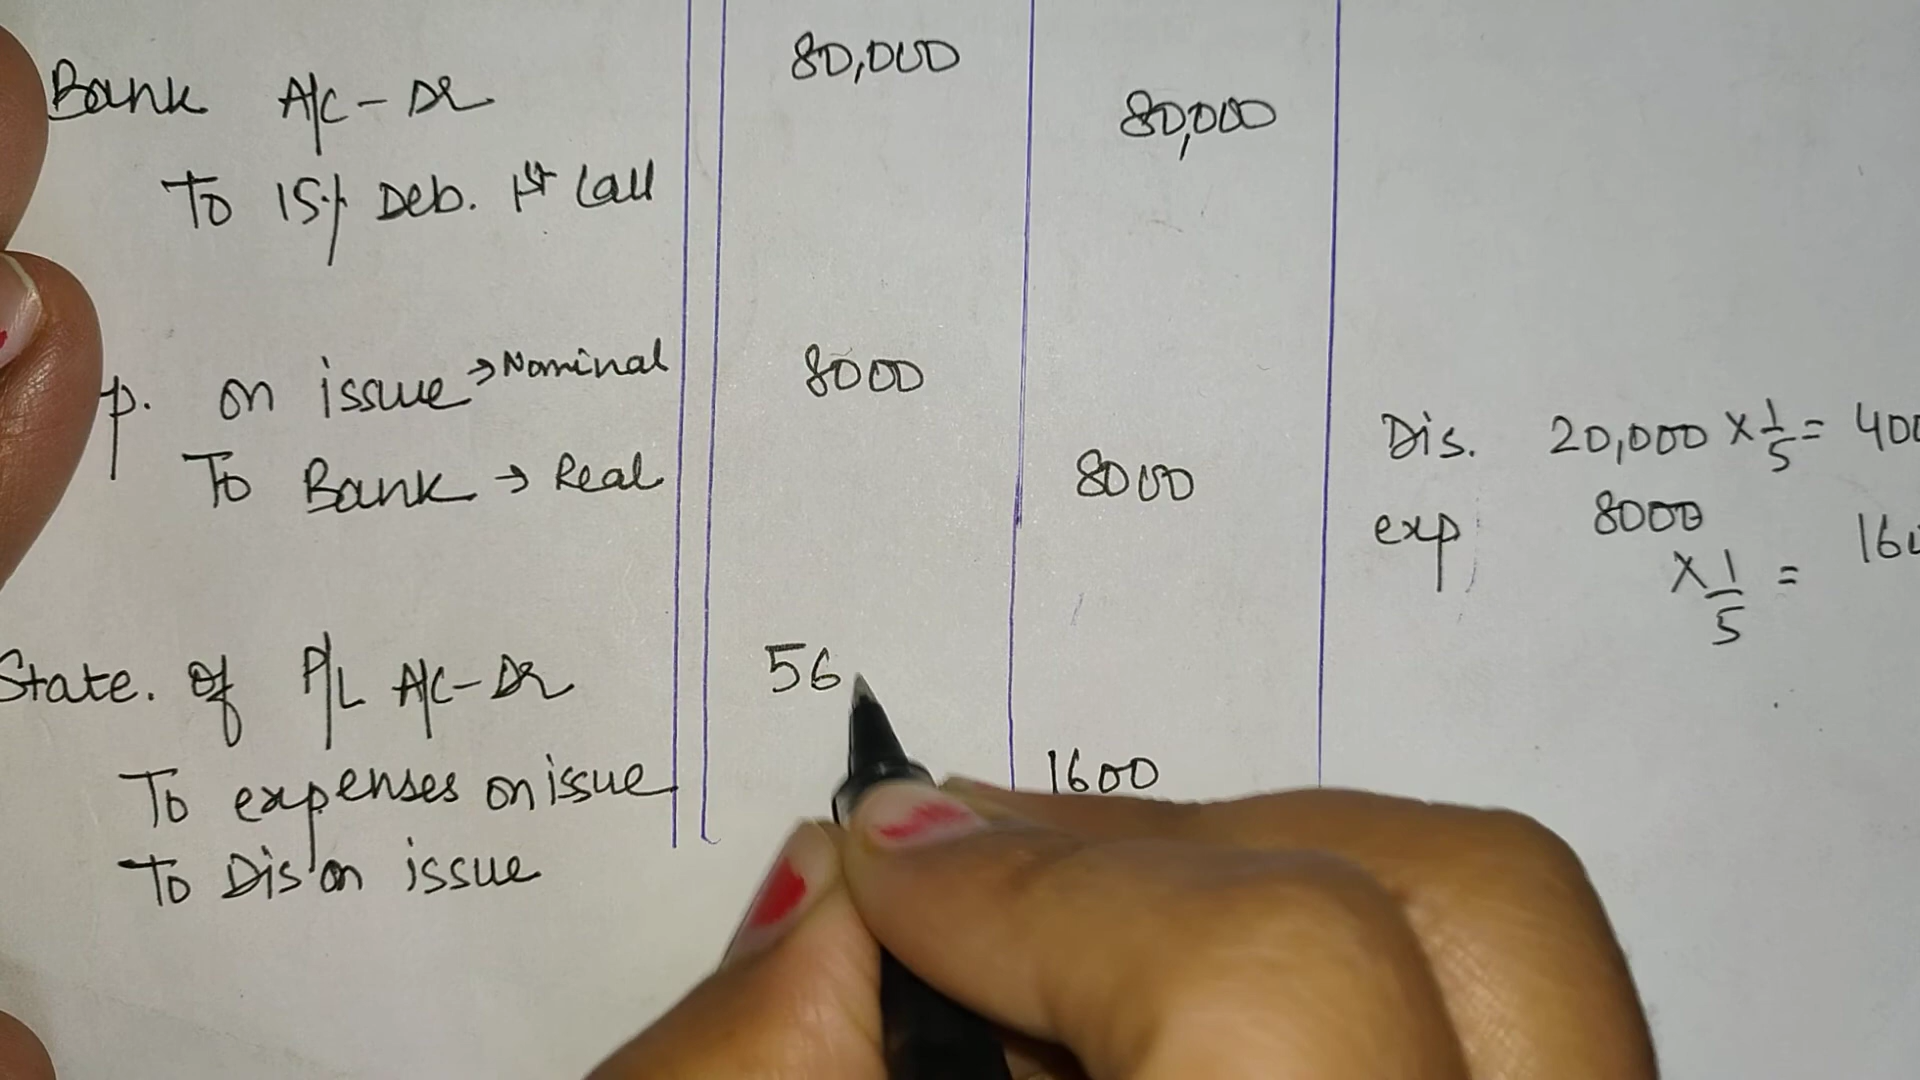 Bank A/C - Dr 80,000
To 15% Deb. 1st Call 80,000
p. on issue → Nominal 8000
To Bank → Real 8000
State. of P/L A/C - Dr 56
To expenses on issue 1600
To Dis on issue
Dis. 20,000 × 1/5 = 400
exp 8000 × 1/5 = 160